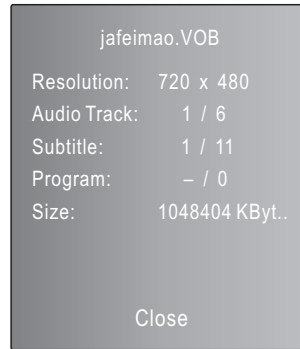 jafeimao.VOB
Resolution: 720 x 480
Audio Track: 1 / 6
Subtitle: 1 / 11
Program: – / 0
Size: 1048404 KByt..
Close